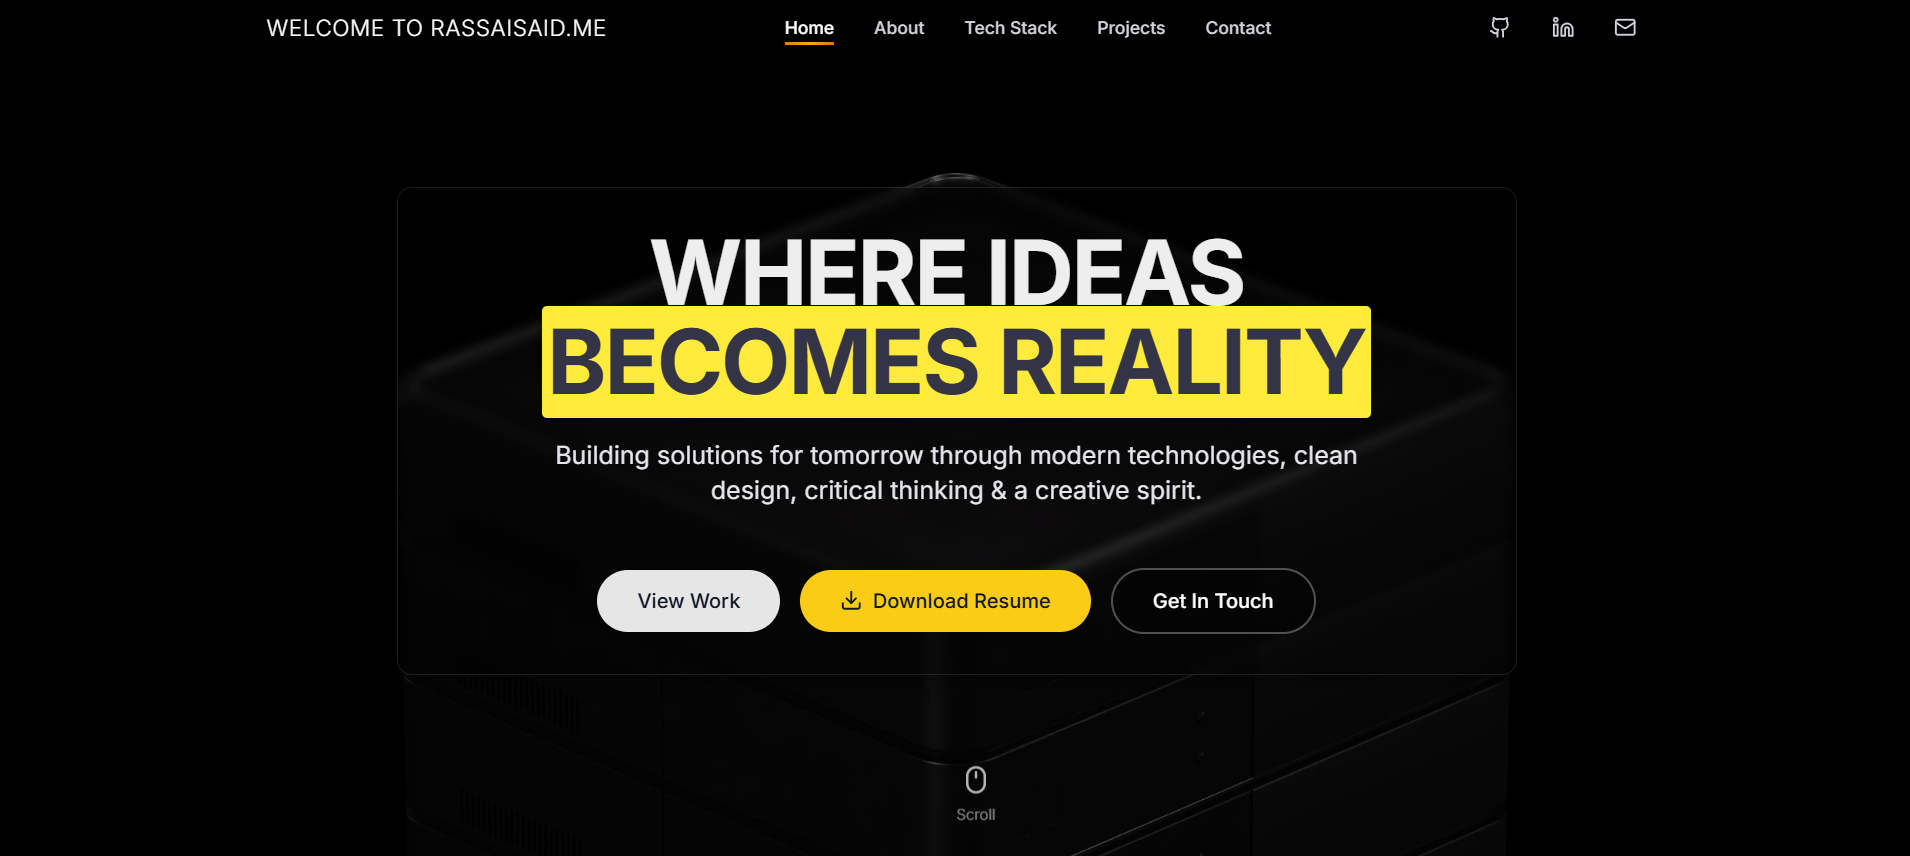 WELCOME TO RASSAISAID.ME
Home About Tech Stack Projects Contact
WHERE IDEAS
BECOMES REALITY
Building solutions for tomorrow through modern technologies, clean
design, critical thinking & a creative spirit.
View Work
Download Resume
Get In Touch
Scroll